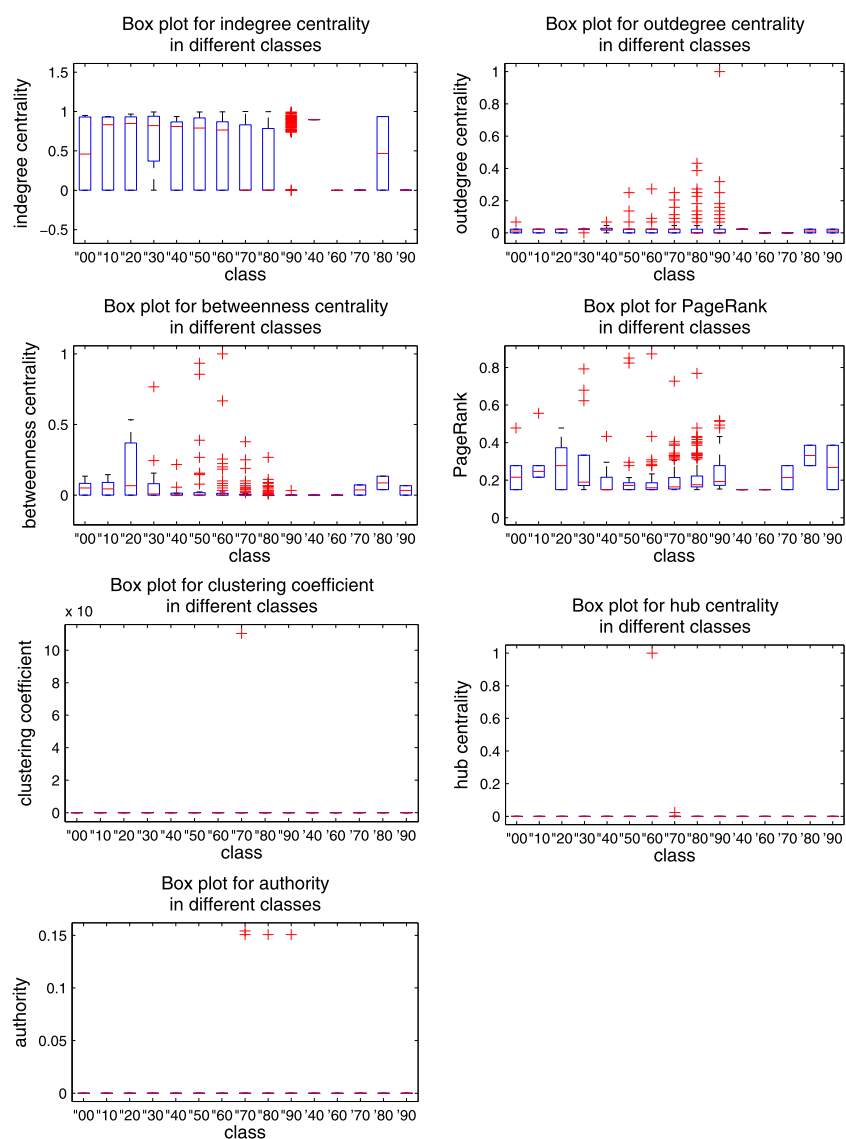 Box plot for indegree centrality
in different classes
1.5
1
0.5
0
−0.5
indegree centrality
"00 "10 "20 "30 "40 "50 "60 "70 "80 "90 '40 '60 '70 '80 '90
class
Box plot for outdegree centrality
in different classes
1
0.8
0.6
0.4
0.2
0
outdegree centrality
"00 "10 "20 "30 "40 "50 "60 "70 "80 "90 '40 '60 '70 '80 '90
class
Box plot for betweenness centrality
in different classes
1
0.5
0
betweenness centrality
"00 "10 "20 "30 "40 "50 "60 "70 "80 "90 '40 '60 '70 '80 '90
class
Box plot for PageRank
in different classes
0.8
0.6
0.4
0.2
0
PageRank
"00 "10 "20 "30 "40 "50 "60 "70 "80 "90 '40 '60 '70 '80 '90
class
Box plot for clustering coefficient
in different classes
x 10
10
8
6
4
2
0
clustering coefficient
"00 "10 "20 "30 "40 "50 "60 "70 "80 "90 '40 '60 '70 '80 '90
class
Box plot for hub centrality
in different classes
1
0.8
0.6
0.4
0.2
0
hub centrality
"00 "10 "20 "30 "40 "50 "60 "70 "80 "90 '40 '60 '70 '80 '90
class
Box plot for authority
in different classes
0.15
0.1
0.05
0
authority
"00 "10 "20 "30 "40 "50 "60 "70 "80 "90 '40 '60 '70 '80 '90
class